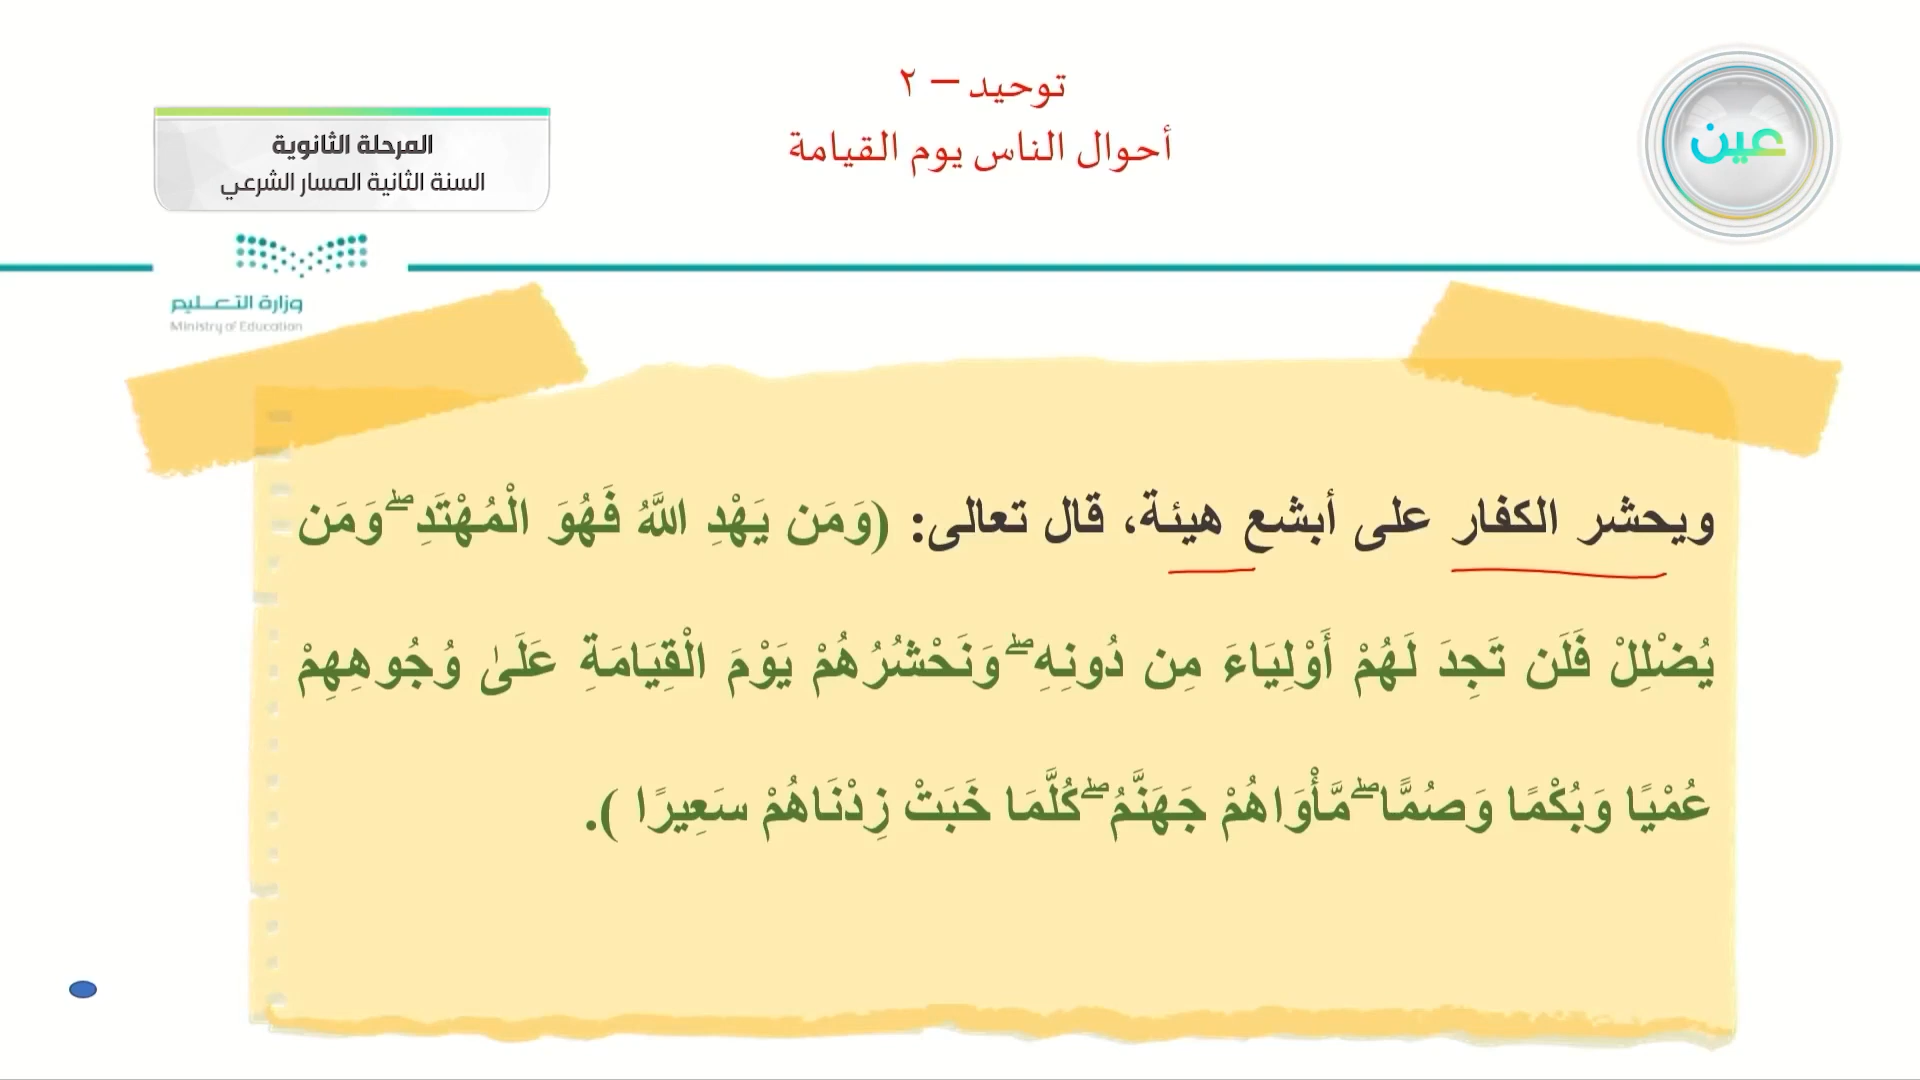 توحيد – ٢
أحوال الناس يوم القيامة
عين
المرحلة الثانوية
السنة الثانية المسار الشرعي
وزارة التعـــليم
Ministry of Education
ويحشر الكفار على أبشع هيئة، قال تعالى: (وَمَن يَهْدِ اللَّهُ فَهُوَ الْمُهْتَدِ ۖ وَمَن
يُضْلِلْ فَلَن تَجِدَ لَهُمْ أَوْلِيَاءَ مِن دُونِهِ ۖ وَنَحْشُرُهُمْ يَوْمَ الْقِيَامَةِ عَلَىٰ وُجُوهِهِمْ
عُمْيًا وَبُكْمًا وَصُمًّا ۖ مَّأْوَاهُمْ جَهَنَّمُ ۖ كُلَّمَا خَبَتْ زِدْنَاهُمْ سَعِيرًا ).